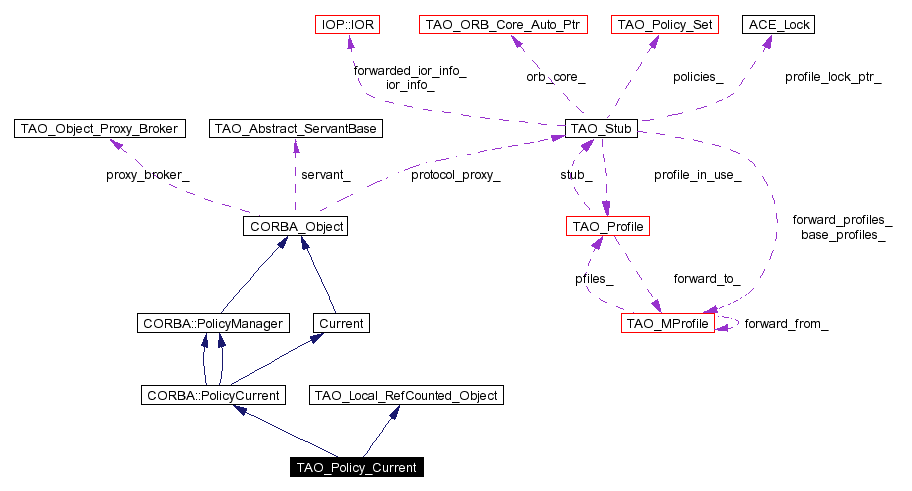 IOP::IOR
TAO_ORB_Core_Auto_Ptr
TAO_Policy_Set
ACE_Lock
forwarded_ior_info_
ior_info_
orb_core_
policies_
profile_lock_ptr_
TAO_Object_Proxy_Broker
TAO_Abstract_ServantBase
TAO_Stub
proxy_broker_
servant_
protocol_proxy_
stub_
profile_in_use_
forward_profiles_
base_profiles_
CORBA_Object
TAO_Profile
pfiles_
forward_to_
CORBA::PolicyManager
Current
TAO_MProfile
forward_from_
CORBA::PolicyCurrent
TAO_Local_RefCounted_Object
TAO_Policy_Current